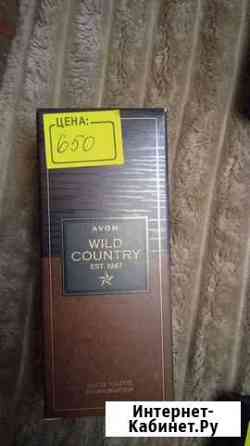 ЦЕНА:
650
AVON
WILD
COUNTRY
EST. 1967
Интернет-
Кабинет.Ру